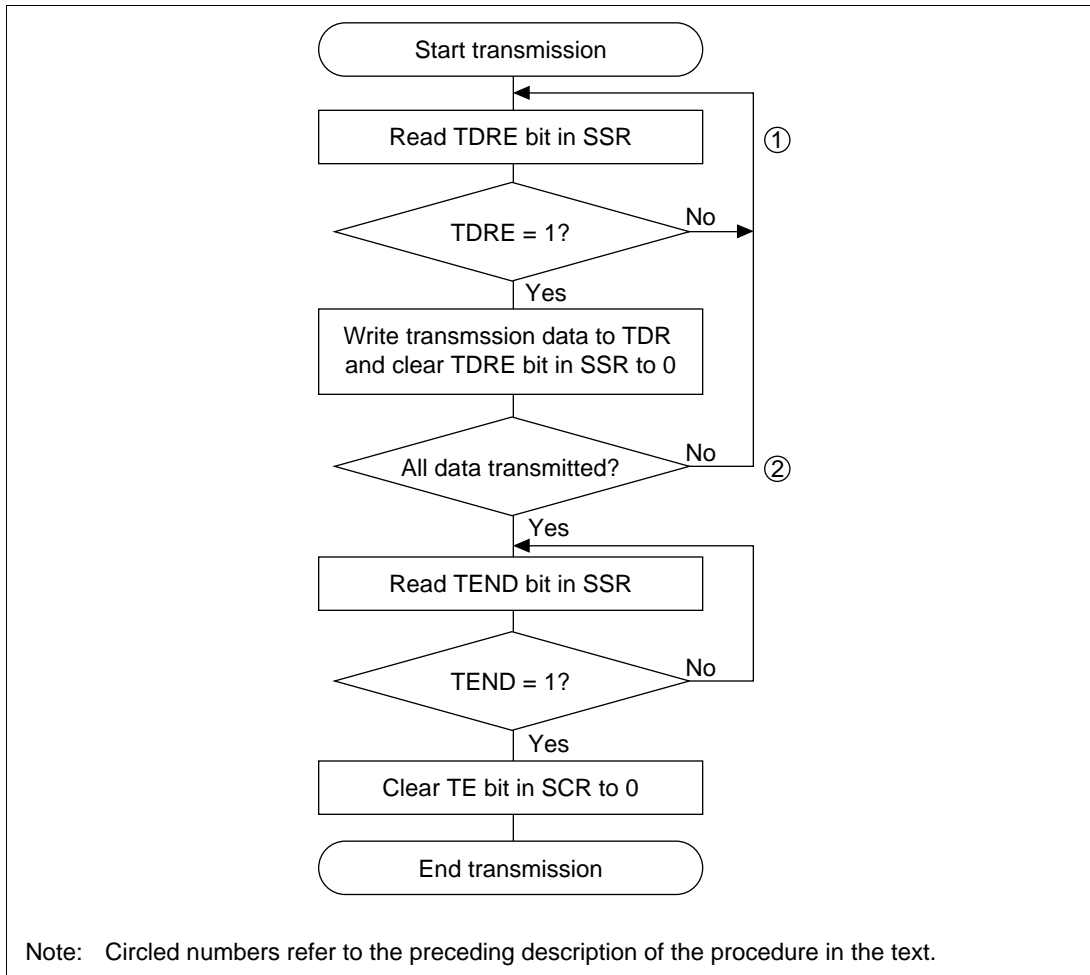 Start transmission
Read TDRE bit in SSR
①
TDRE = 1?
No
Yes
Write transmssion data to TDR
and clear TDRE bit in SSR to 0
All data transmitted?
No
②
Yes
Read TEND bit in SSR
TEND = 1?
No
Yes
Clear TE bit in SCR to 0
End transmission
Note: Circled numbers refer to the preceding description of the procedure in the text.